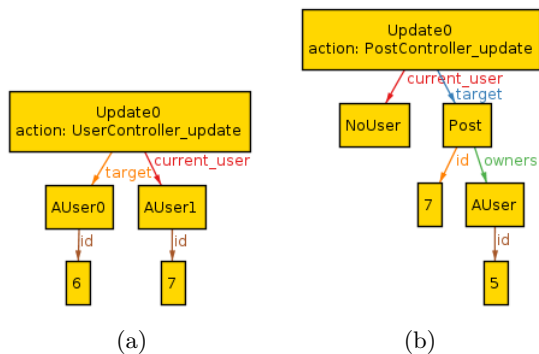 Update0
action: UserController_update
target
current_user
AUser0
AUser1
id
id
6
7
(a)
Update0
action: PostController_update
current_user
target
NoUser
Post
id
owners
7
AUser
id
5
(b)